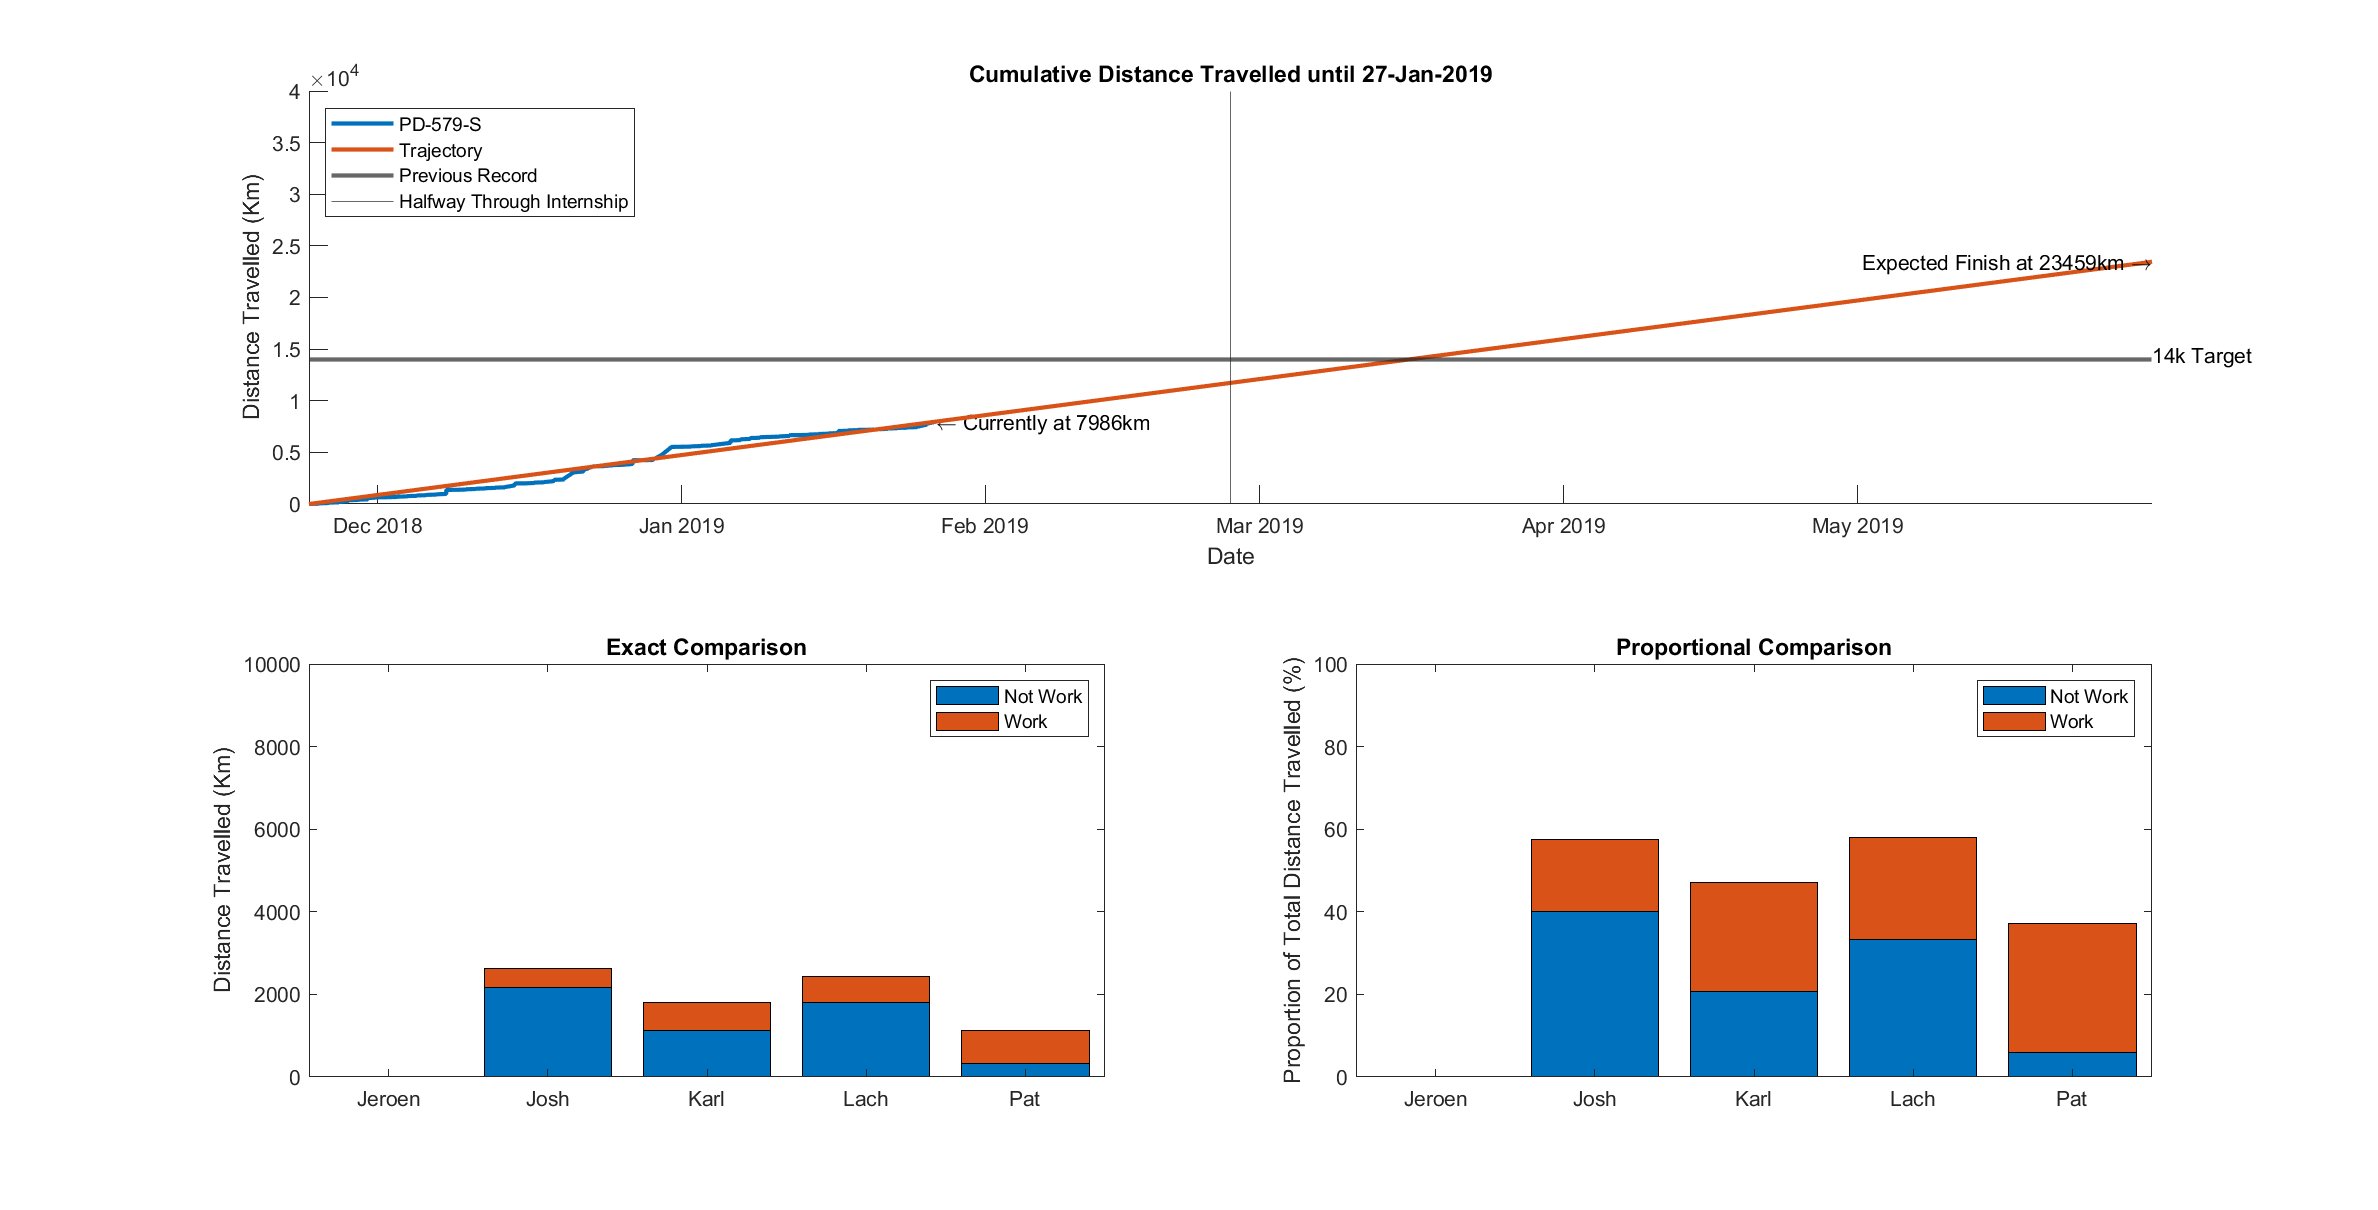 Cumulative Distance Travelled until 27-Jan-2019
×10^4
4
3.5
3
2.5
2
1.5
1
0.5
0
Distance Travelled (Km)
PD-579-S
Trajectory
Previous Record
Halfway Through Internship
Expected Finish at 23459km →
14k Target
← Currently at 7986km
Dec 2018 Jan 2019 Feb 2019 Mar 2019 Apr 2019 May 2019
Date
Exact Comparison
10000
8000
6000
4000
2000
0
Distance Travelled (Km)
Not Work
Work
Jeroen Josh Karl Lach Pat
Proportional Comparison
100
80
60
40
20
0
Proportion of Total Distance Travelled (%)
Not Work
Work
Jeroen Josh Karl Lach Pat